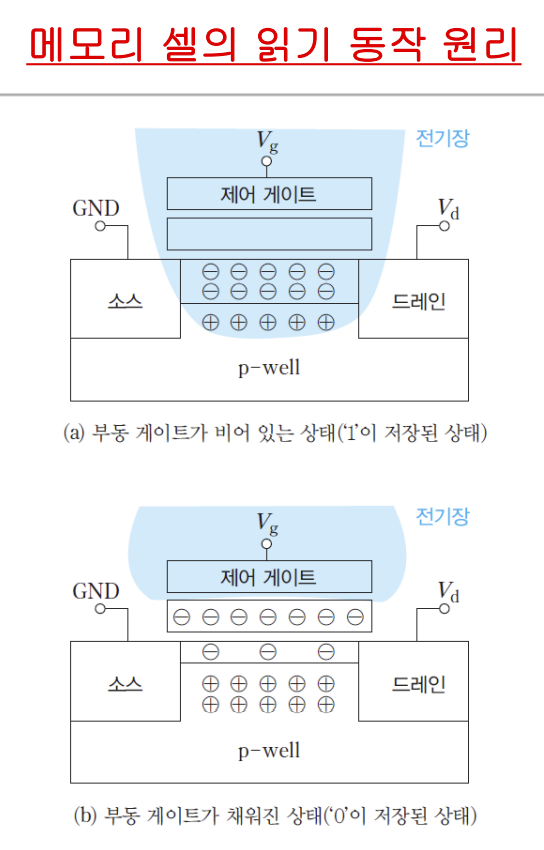 메모리 셀의 읽기 동작 원리
전기장
Vg
제어 게이트
GND
Vd
⊖ ⊖ ⊖ ⊖ ⊖
⊖ ⊖ ⊖ ⊖ ⊖
소스
드레인
⊕ ⊕ ⊕ ⊕ ⊕
p-well
(a) 부동 게이트가 비어 있는 상태(‘1’이 저장된 상태)
전기장
Vg
제어 게이트
GND
Vd
⊖ ⊖ ⊖ ⊖ ⊖ ⊖ ⊖
⊖ ⊖ ⊖
소스
드레인
⊕ ⊕ ⊕ ⊕ ⊕
⊕ ⊕ ⊕ ⊕ ⊕
p-well
(b) 부동 게이트가 채워진 상태(‘0’이 저장된 상태)